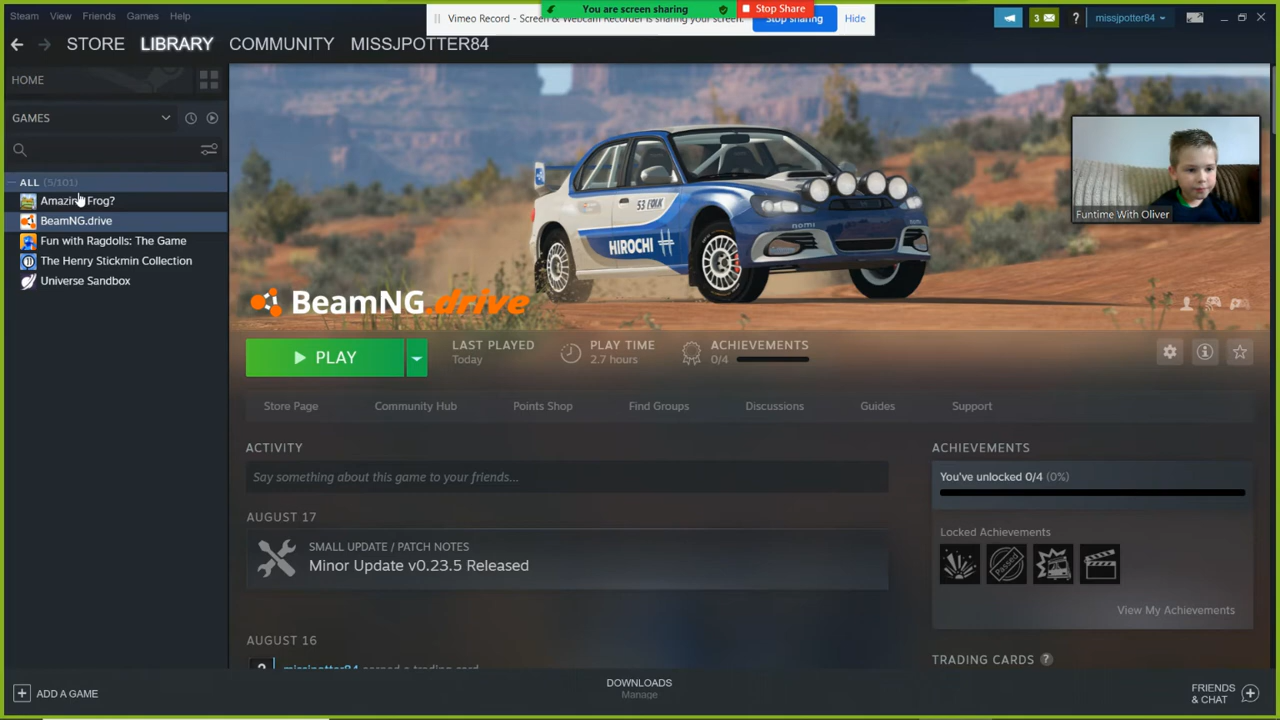 Steam View Friends Games Help
You are screen sharing Stop Share
Vimeo Record - Screen & Webcam Recorder is sharing your screen. Stop sharing Hide
3
?
missjpotter84
STORE LIBRARY COMMUNITY MISSJPOTTER84
HOME
GAMES
ALL (5/101)
Amazing Frog?
BeamNG.drive
Fun with Ragdolls: The Game
The Henry Stickmin Collection
Universe Sandbox
53 FOLK
HIROCHI
Funtime With Oliver
BeamNG.drive
PLAY
LAST PLAYED
Today
PLAY TIME
2.7 hours
ACHIEVEMENTS
0/4
Store Page Community Hub Points Shop Find Groups Discussions Guides Support
ACTIVITY
Say something about this game to your friends...
AUGUST 17
SMALL UPDATE / PATCH NOTES
Minor Update v0.23.5 Released
AUGUST 16
missjpotter84 earned a trading card
ACHIEVEMENTS
You've unlocked 0/4 (0%)
Locked Achievements
Passed
View My Achievements
TRADING CARDS ?
ADD A GAME
DOWNLOADS
Manage
FRIENDS
& CHAT